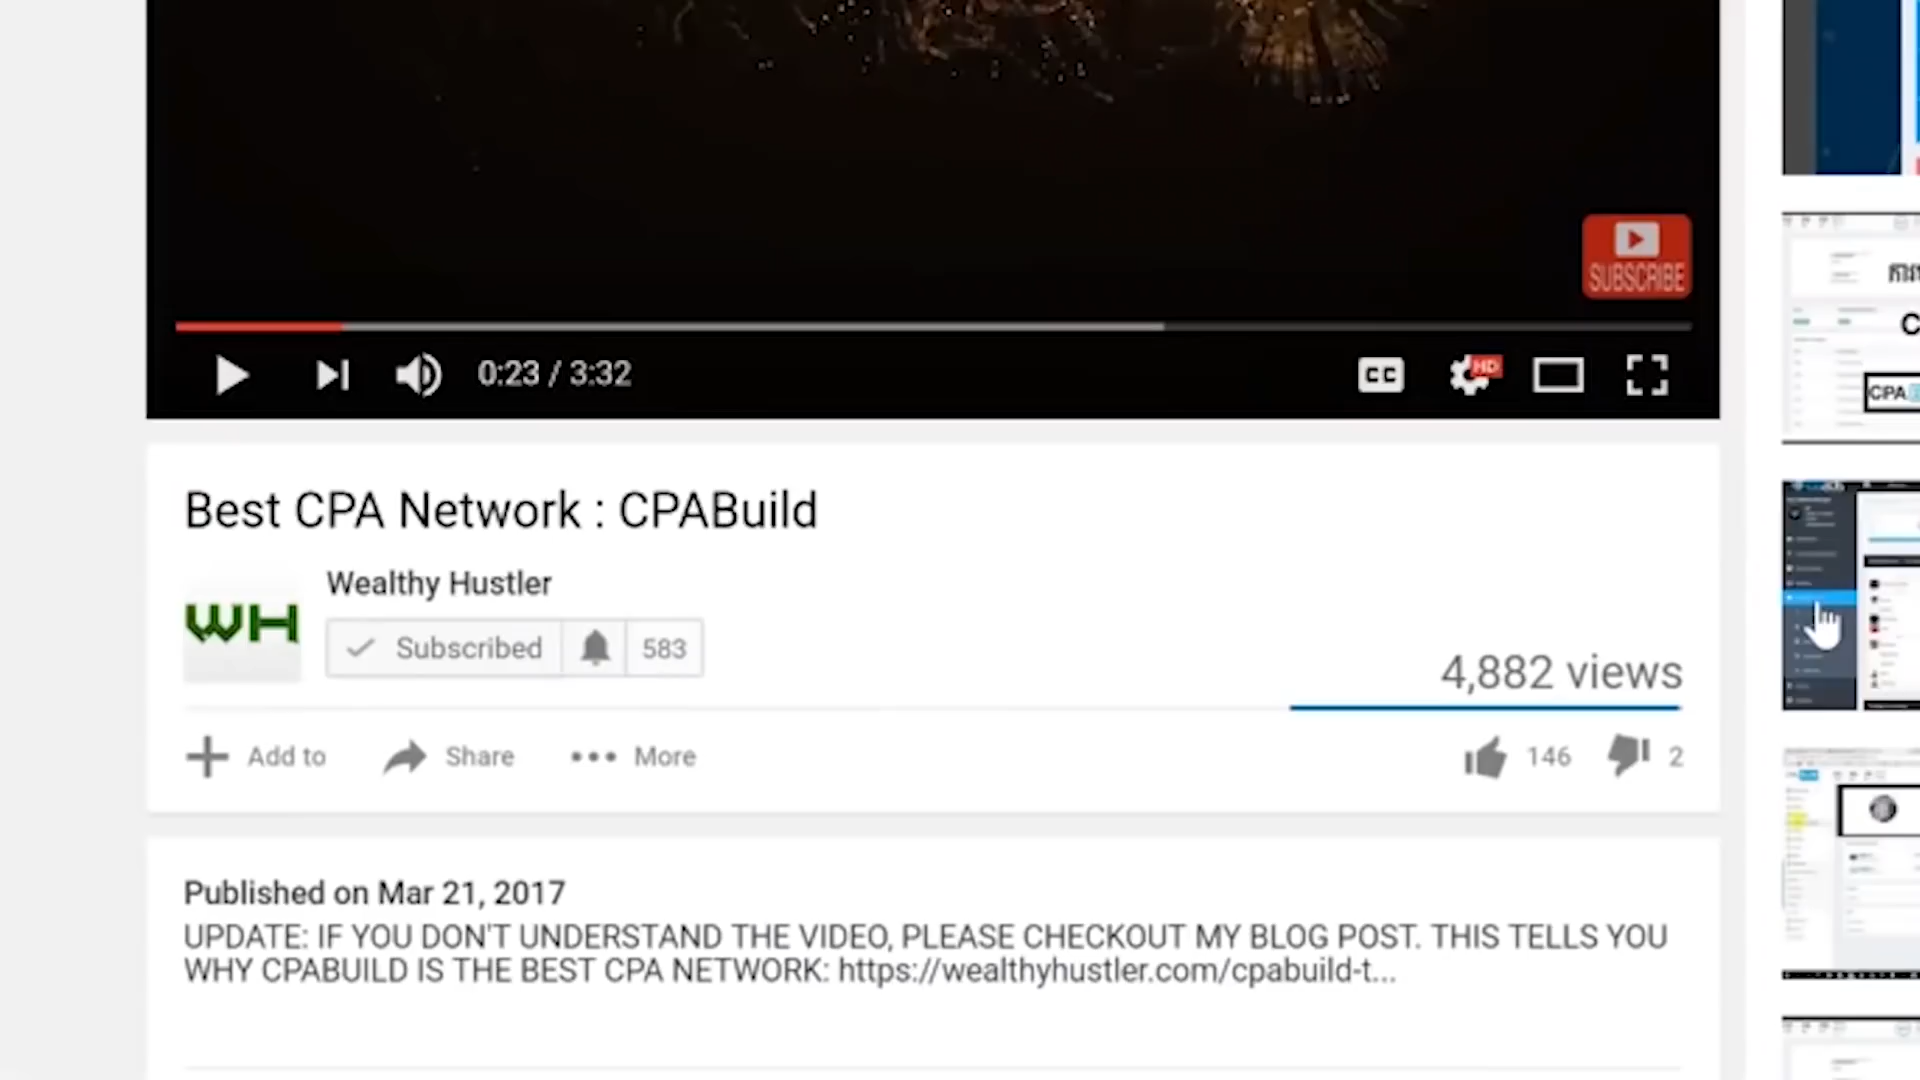 SUBSCRIBE
0:23 / 3:32
CC
HD
Best CPA Network : CPABuild
WH
Wealthy Hustler
Subscribed
583
4,882 views
Add to
Share
More
146
2
Published on Mar 21, 2017
UPDATE: IF YOU DON'T UNDERSTAND THE VIDEO, PLEASE CHECKOUT MY BLOG POST. THIS TELLS YOU
WHY CPABUILD IS THE BEST CPA NETWORK: https://wealthyhustler.com/cpabuild-t...
CPA